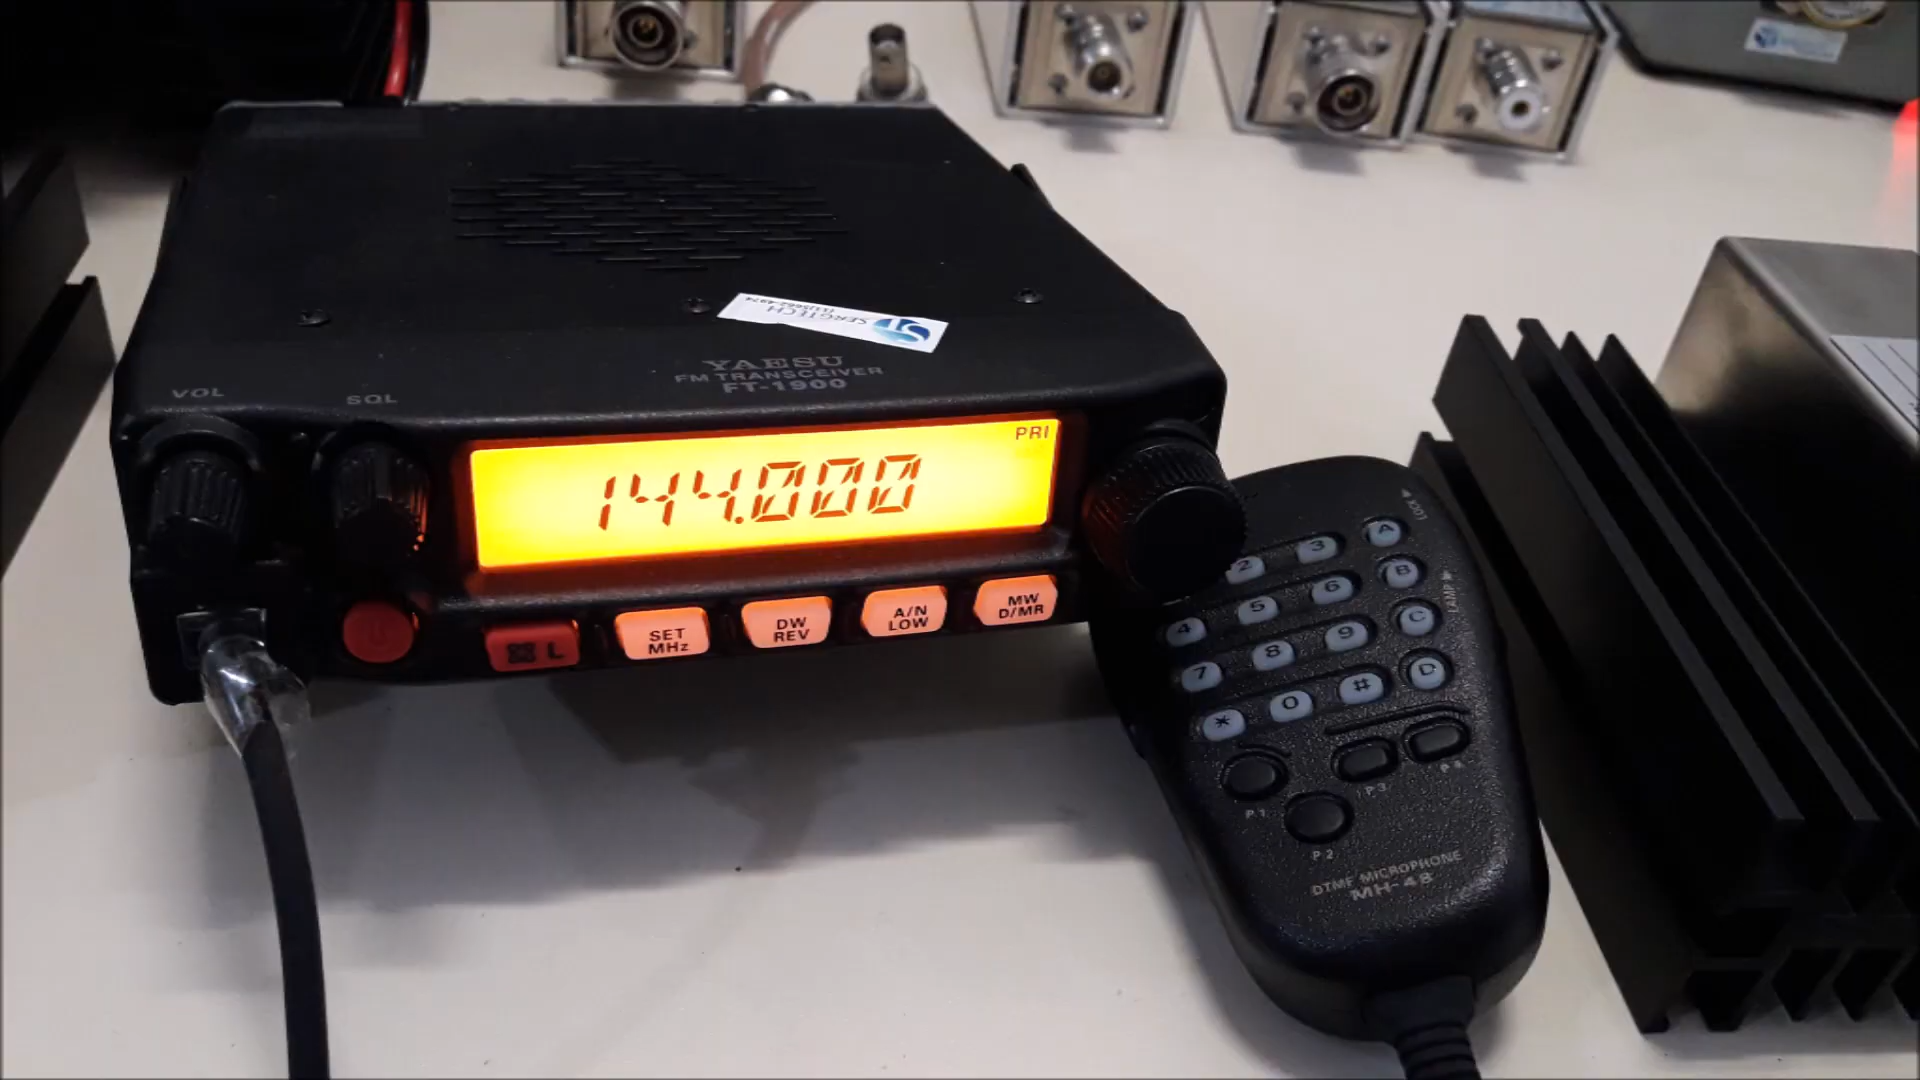 SERGTECH
YAESU
FM TRANSCEIVER
FT-1900
VOL
SQL
PRI
144.000
SET
MHz
DW
REV
A/N
LOW
MW
D/MR
L
LOCK
LAMP
2
3
A
4
5
6
B
7
8
9
C
*
0
#
D
P1
P2
P3
P4
DTMF MICROPHONE
MH-48